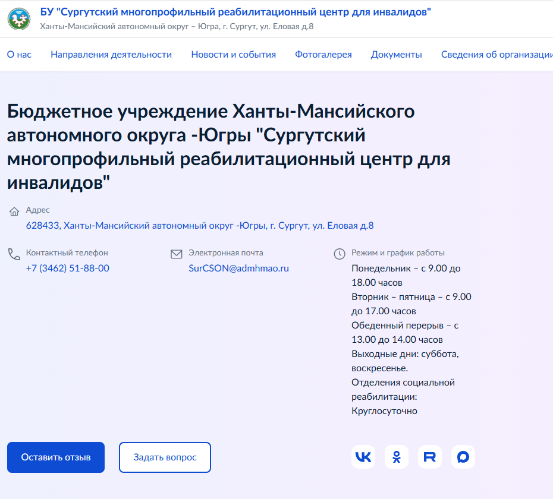 БУ "Сургутский многопрофильный реабилитационный центр для инвалидов"
Ханты-Мансийский автономный округ – Югра, г. Сургут, ул. Еловая д.8
О нас Направления деятельности Новости и события Фотогалерея Документы Сведения об организации
Бюджетное учреждение Ханты-Мансийского
автономного округа -Югры "Сургутский
многопрофильный реабилитационный центр для
инвалидов"
Адрес
628433, Ханты-Мансийский автономный округ -Югры, г. Сургут, ул. Еловая д.8
Контактный телефон
+7 (3462) 51-88-00
Электронная почта
SurCSON@admhmao.ru
Режим и график работы
Понедельник – с 9.00 до
18.00 часов
Вторник – пятница – с 9.00
до 17.00 часов
Обеденный перерыв – с
13.00 до 14.00 часов
Выходные дни: суббота,
воскресенье.
Отделения социальной
реабилитации:
Круглосуточно
Оставить отзыв
Задать вопрос